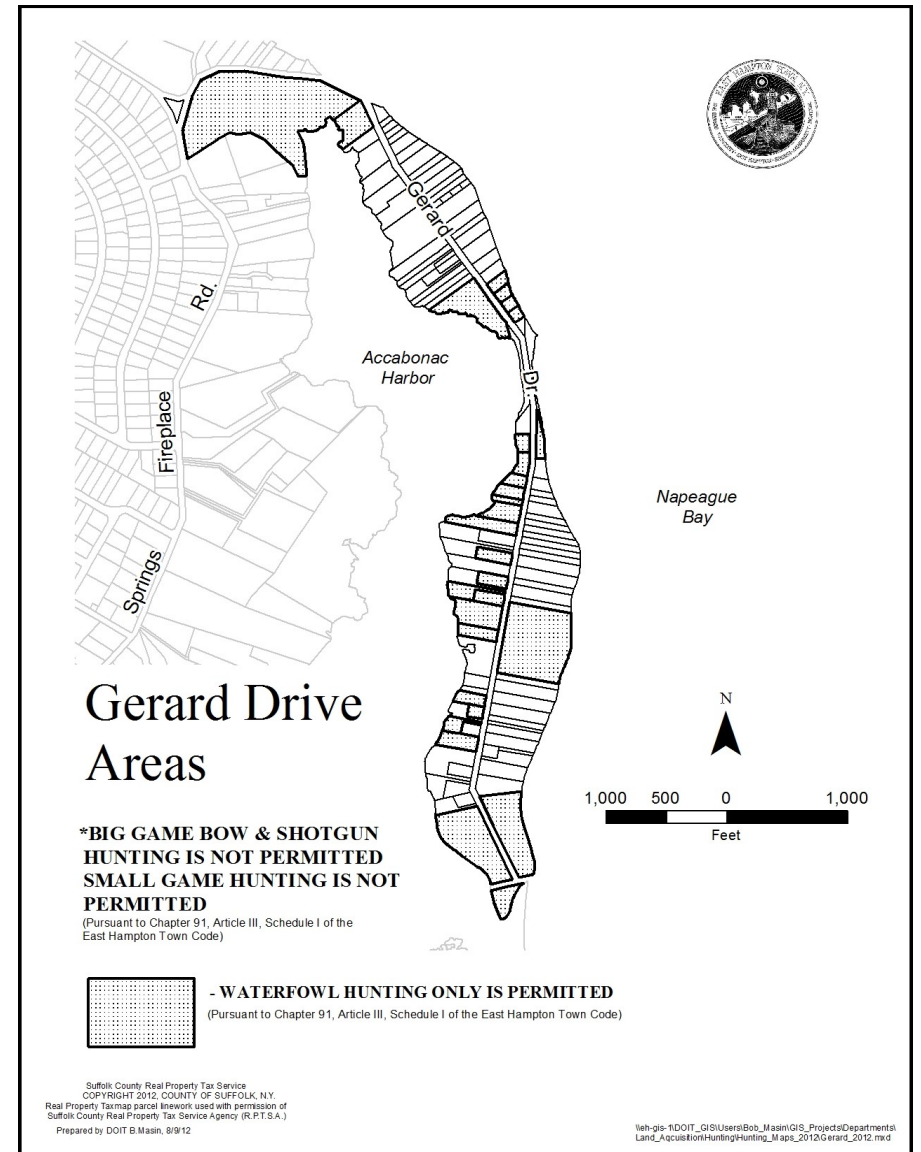 EAST HAMPTON TOWN, N.Y.
Gerard
Rd.
Accabonac
Harbor
Dr.
Fireplace
Napeague
Bay
Springs
Gerard Drive
Areas
N
1,000 500 0 1,000
Feet
*BIG GAME BOW & SHOTGUN
HUNTING IS NOT PERMITTED
SMALL GAME HUNTING IS NOT
PERMITTED
(Pursuant to Chapter 91, Article III, Schedule I of the
East Hampton Town Code)
- WATERFOWL HUNTING ONLY IS PERMITTED
(Pursuant to Chapter 91, Article III, Schedule I of the East Hampton Town Code)
Suffolk County Real Property Tax Service
COPYRIGHT 2012, COUNTY OF SUFFOLK, N.Y.
Real Property Taxmap parcel linework used with permission of
Suffolk County Real Property Tax Service Agency (R.P.T.S.A.)
Prepared by DOIT B.Masin, 8/9/12
\\eh-gis-1\DOIT_GIS\Users\Bob_Masin\GIS_Projects\Departments\
Land_Aqcuisition\Hunting\Hunting_Maps_2012\Gerard_2012.mxd